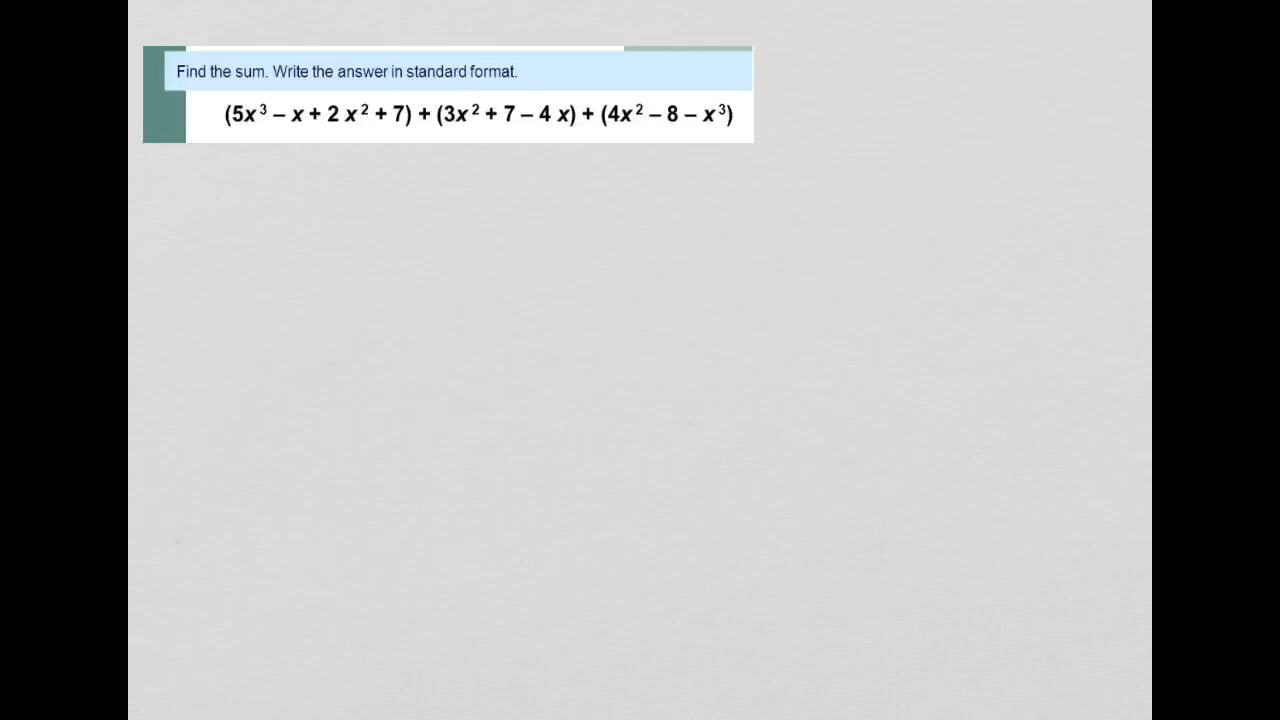 Find the sum. Write the answer in standard format.
(5x³ – x + 2 x² + 7) + (3x² + 7 – 4 x) + (4x² – 8 – x³)